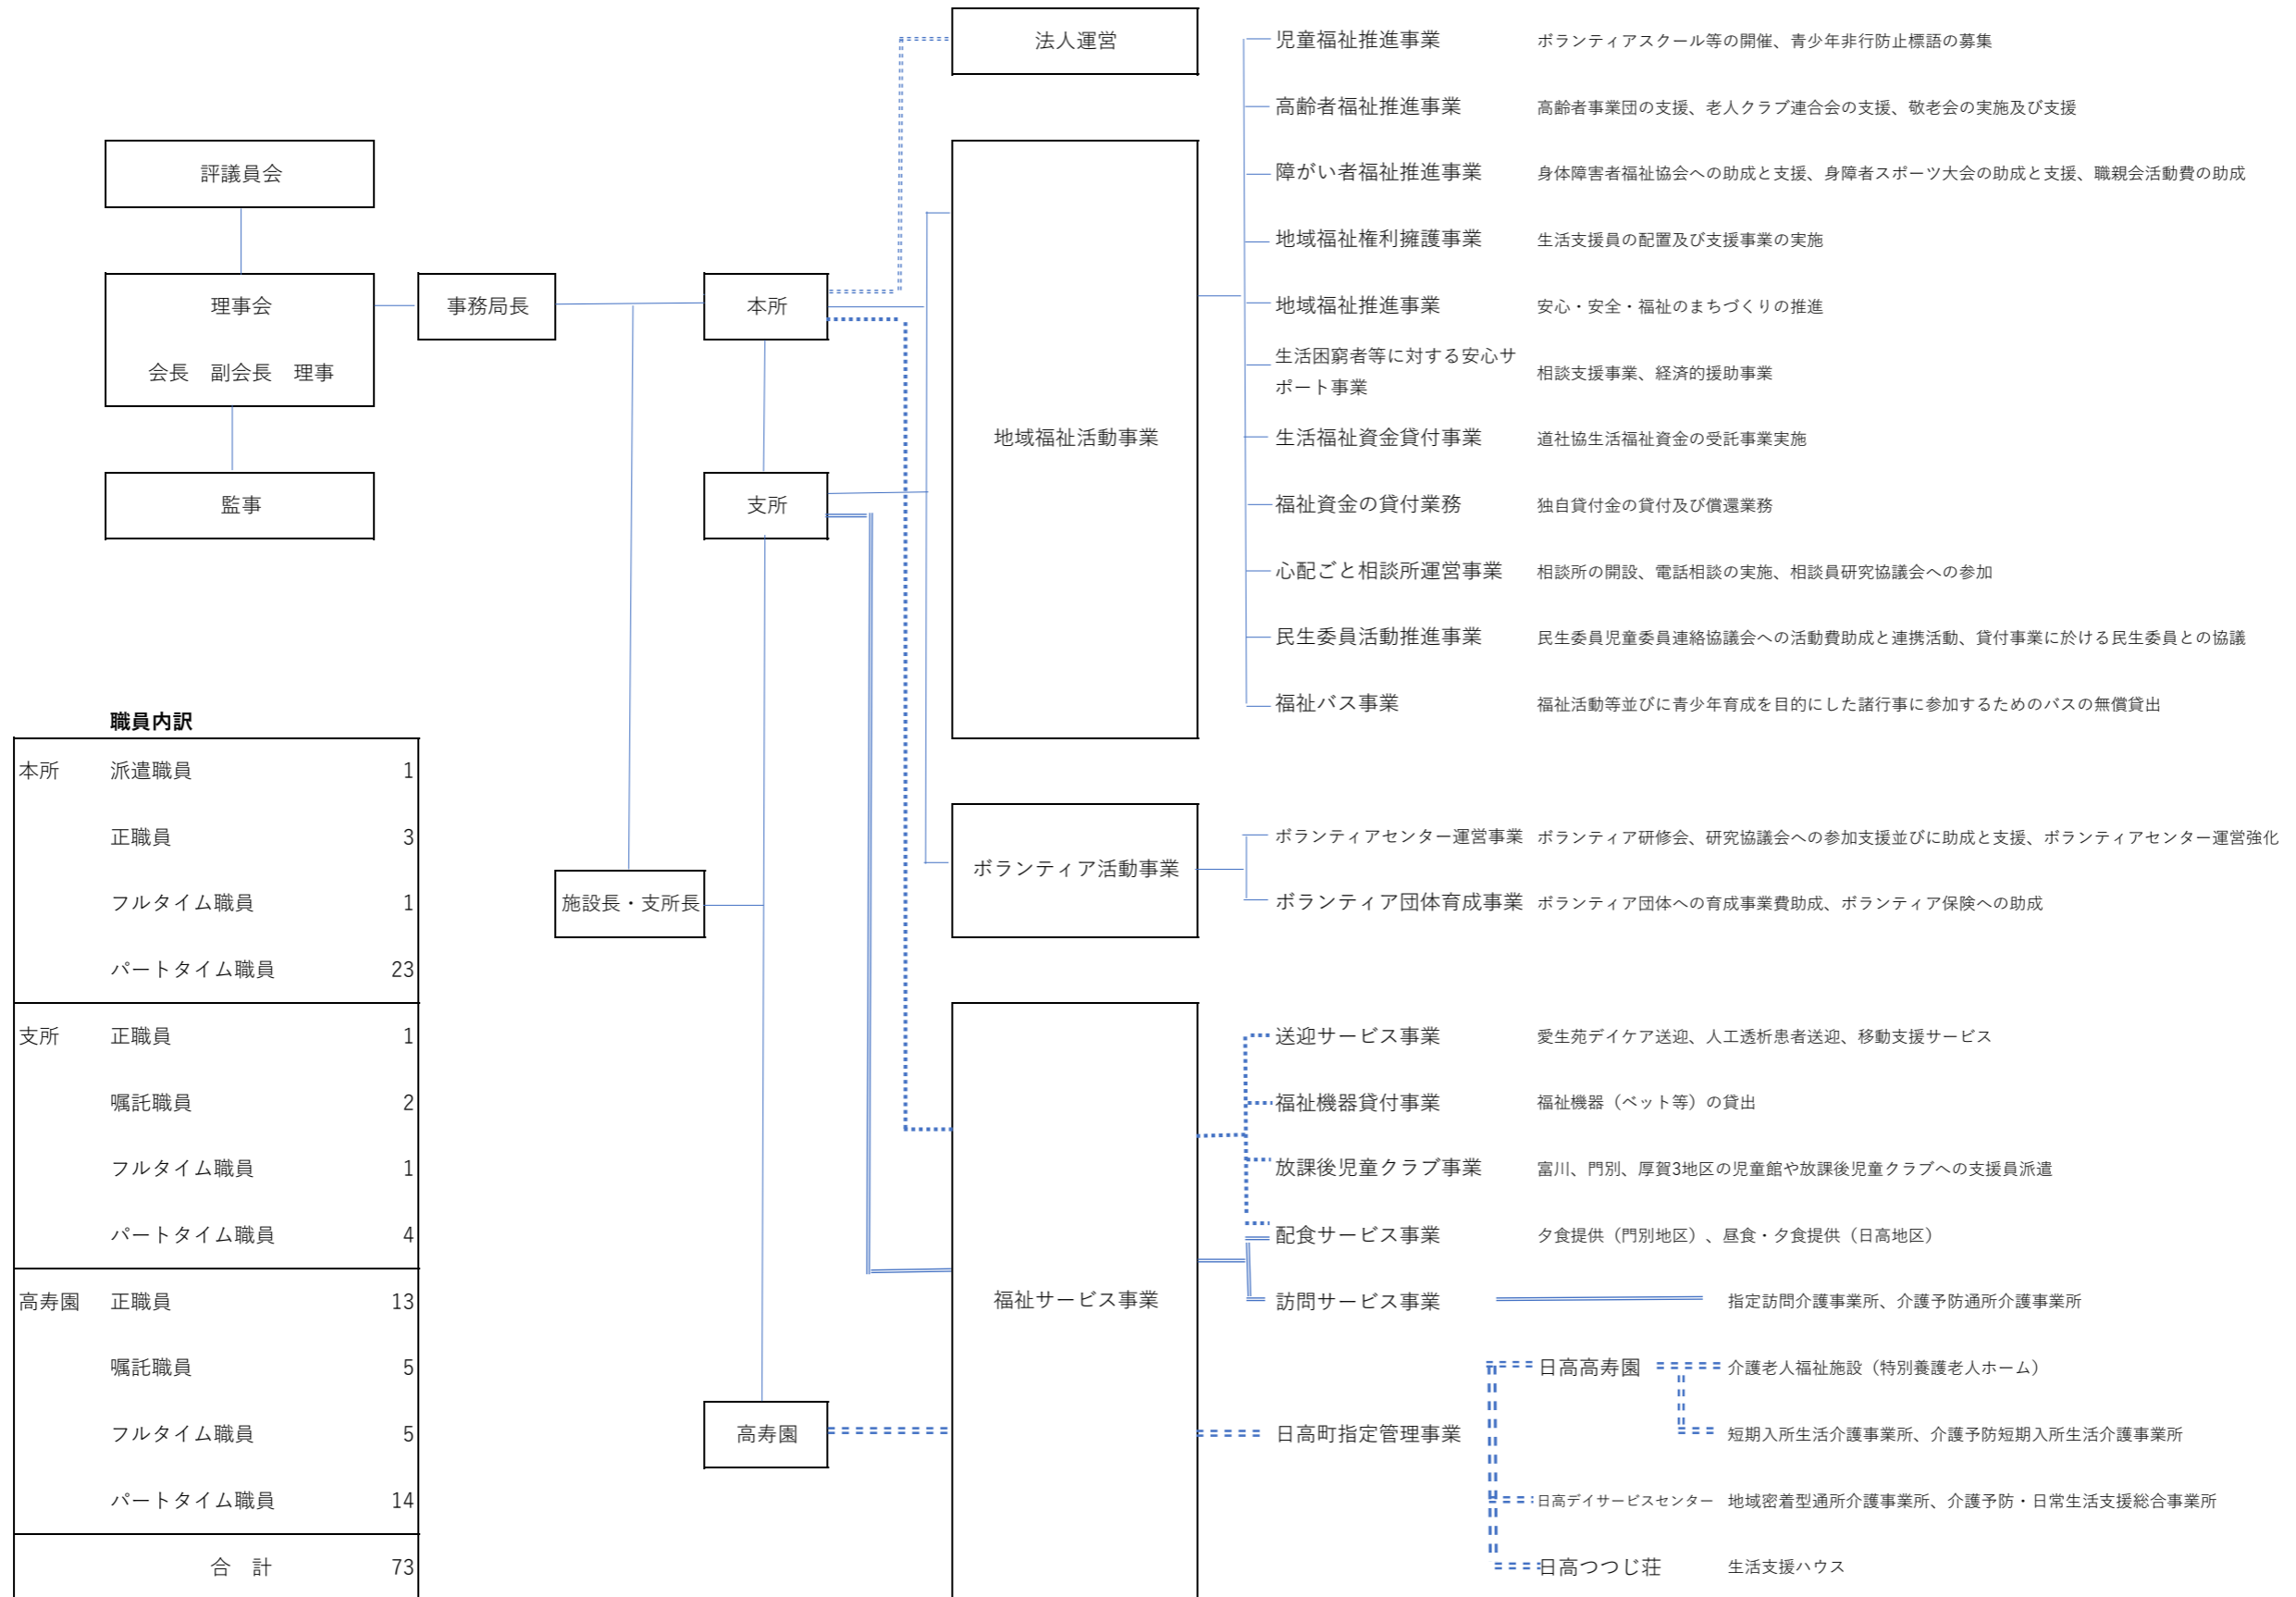 評議員会
理事会
会長　副会長　理事
監事
事務局長
本所
支所
施設長・支所長
高寿園
法人運営
地域福祉活動事業
児童福祉推進事業　ボランティアスクール等の開催、青少年非行防止標語の募集
高齢者福祉推進事業　高齢者事業団の支援、老人クラブ連合会の支援、敬老会の実施及び支援
障がい者福祉推進事業　身体障害者福祉協会への助成と支援、身障者スポーツ大会の助成と支援、職親会活動費の助成
地域福祉権利擁護事業　生活支援員の配置及び支援事業の実施
地域福祉推進事業　安心・安全・福祉のまちづくりの推進
生活困窮者等に対する安心サ
ポート事業　相談支援事業、経済的援助事業
生活福祉資金貸付事業　道社協生活福祉資金の受託事業実施
福祉資金の貸付業務　独自貸付金の貸付及び償還業務
心配ごと相談所運営事業　相談所の開設、電話相談の実施、相談員研究協議会への参加
民生委員活動推進事業　民生委員児童委員連絡協議会への活動費助成と連携活動、貸付事業に於ける民生委員との協議
福祉バス事業　福祉活動等並びに青少年育成を目的にした諸行事に参加するためのバスの無償貸出
ボランティア活動事業
ボランティアセンター運営事業　ボランティア研修会、研究協議会への参加支援並びに助成と支援、ボランティアセンター運営強化
ボランティア団体育成事業　ボランティア団体への育成事業費助成、ボランティア保険への助成
福祉サービス事業
送迎サービス事業　愛生苑デイケア送迎、人工透析患者送迎、移動支援サービス
福祉機器貸付事業　福祉機器（ベット等）の貸出
放課後児童クラブ事業　富川、門別、厚賀3地区の児童館や放課後児童クラブへの支援員派遣
配食サービス事業　夕食提供（門別地区）、昼食・夕食提供（日高地区）
訪問サービス事業　指定訪問介護事業所、介護予防通所介護事業所
日高町指定管理事業
日高高寿園　介護老人福祉施設（特別養護老人ホーム）
短期入所生活介護事業所、介護予防短期入所生活介護事業所
日高デイサービスセンター　地域密着型通所介護事業所、介護予防・日常生活支援総合事業所
日高つつじ荘　生活支援ハウス
職員内訳
本所　派遣職員　1
正職員　3
フルタイム職員　1
パートタイム職員　23
支所　正職員　1
嘱託職員　2
フルタイム職員　1
パートタイム職員　4
高寿園　正職員　13
嘱託職員　5
フルタイム職員　5
パートタイム職員　14
合　計　73